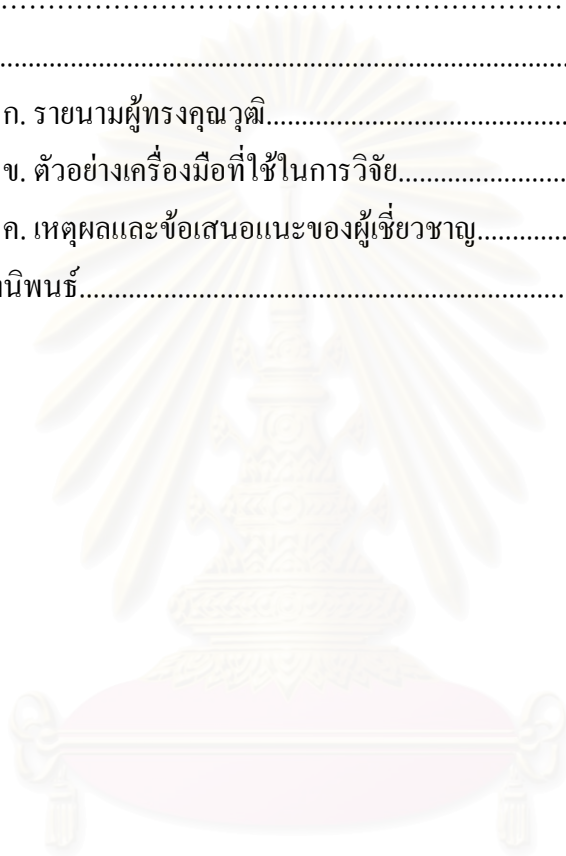 ............................................................
............................................................
ก. รายนามผู้ทรงคุณวุฒิ....................................
ข. ตัวอย่างเครื่องมือที่ใช้ในการวิจัย....................
ค. เหตุผลและข้อเสนอแนะของผู้เชี่ยวชาญ...........
านิพนธ์............................................................